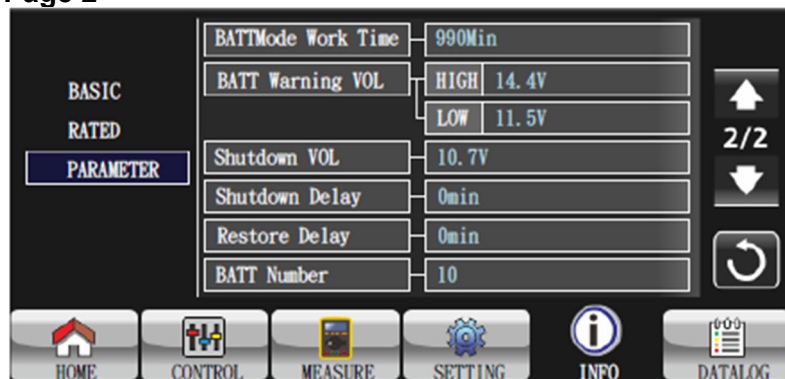 Page 2
BATTMode Work Time 990Min
BASIC
BATT Warning VOL HIGH 14.4V
LOW 11.5V
RATED
2/2
PARAMETER
Shutdown VOL 10.7V
Shutdown Delay 0min
Restore Delay 0min
BATT Number 10
HOME CONTROL MEASURE SETTING INFO DATALOG